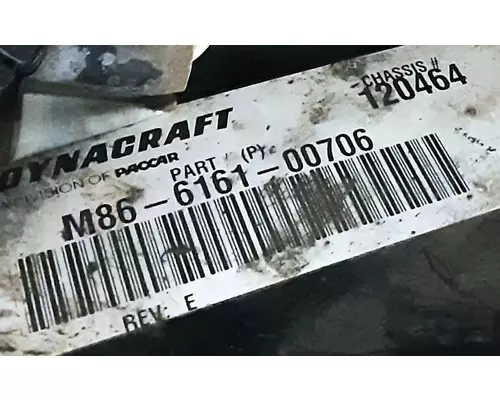 DYNACRAFT
DIVISION OF PACCAR
PART (P)
M86-6161-00706
REV: E
CHASSIS #
120464